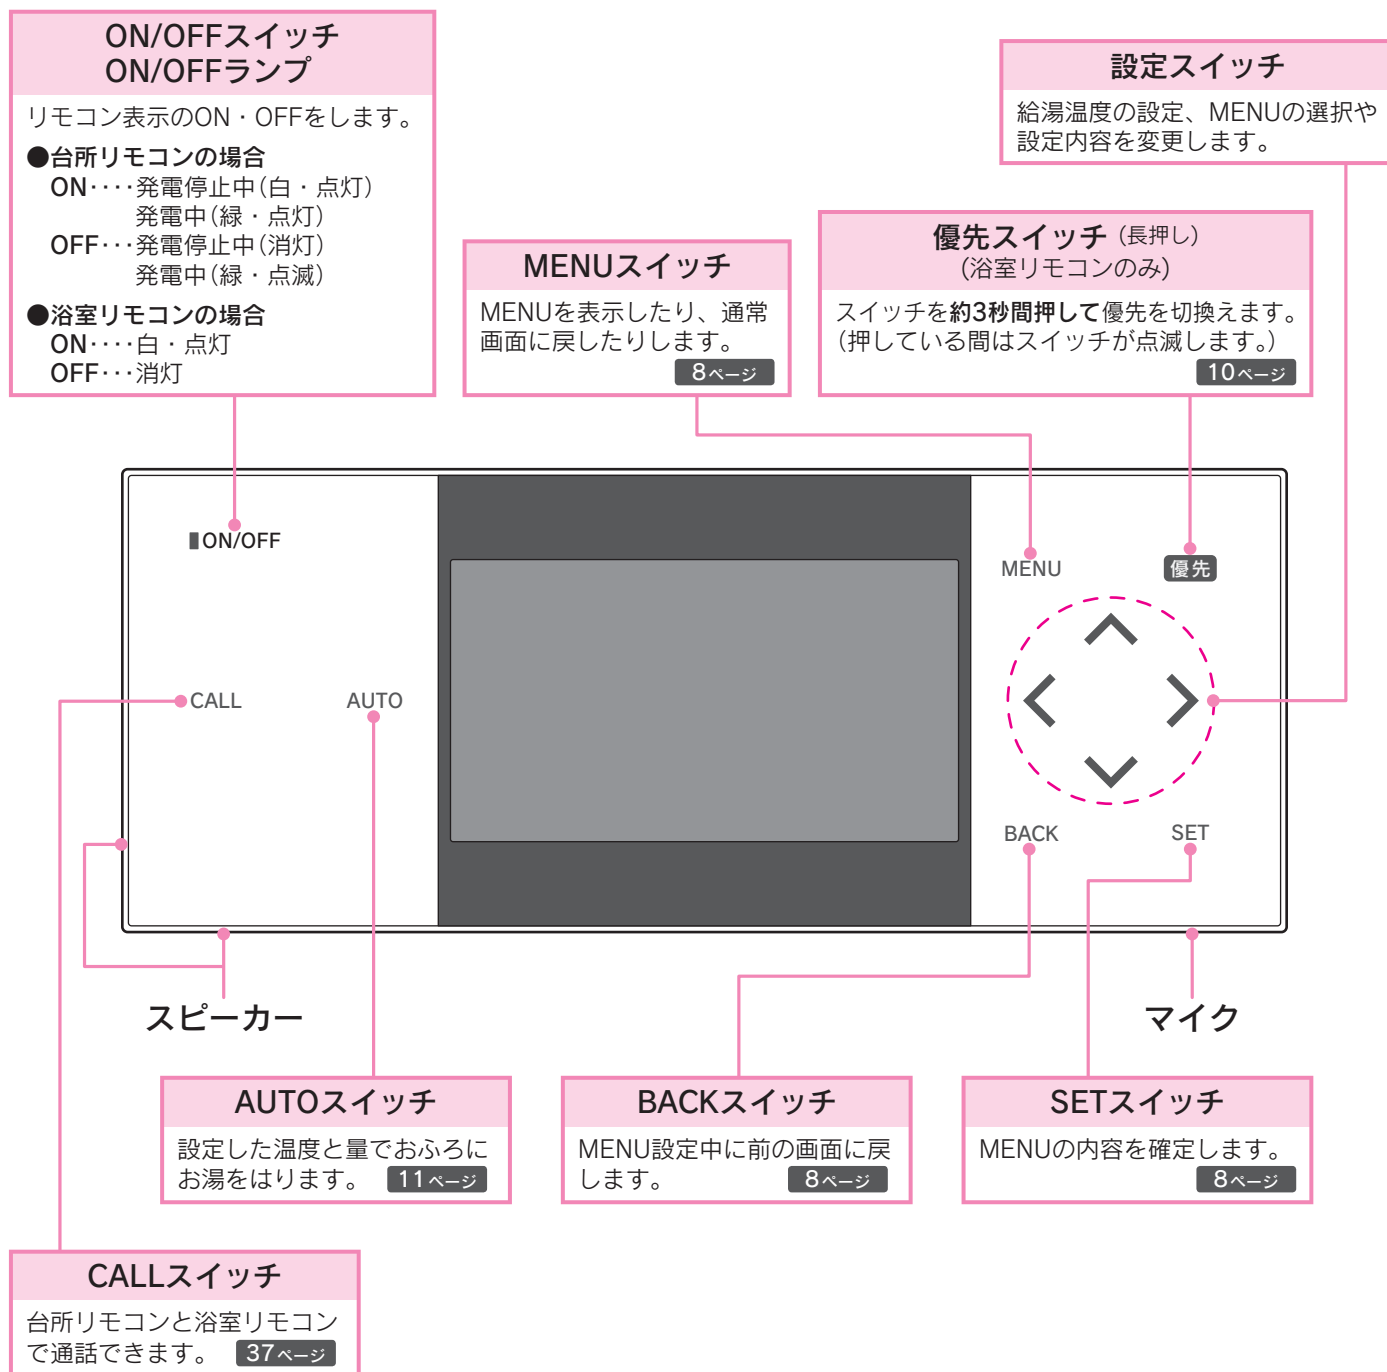 ON/OFFスイッチ
ON/OFFランプ
リモコン表示のON・OFFをします。
●台所リモコンの場合
ON････発電停止中(白・点灯)
発電中(緑・点灯)
OFF･･･発電停止中(消灯)
発電中(緑・点滅)
●浴室リモコンの場合
ON････白・点灯
OFF･･･消灯
MENUスイッチ
MENUを表示したり、通常
画面に戻したりします。
8ページ
優先スイッチ(長押し)
(浴室リモコンのみ)
スイッチを約3秒間押して優先を切換えます。
(押している間はスイッチが点滅します。)
10ページ
設定スイッチ
給湯温度の設定、MENUの選択や
設定内容を変更します。
ON/OFF
MENU
優先
CALL
AUTO
BACK
SET
スピーカー
マイク
AUTOスイッチ
設定した温度と量でおふろに
お湯をはります。 11ページ
BACKスイッチ
MENU設定中に前の画面に戻
します。 8ページ
SETスイッチ
MENUの内容を確定します。
8ページ
CALLスイッチ
台所リモコンと浴室リモコン
で通話できます。 37ページ